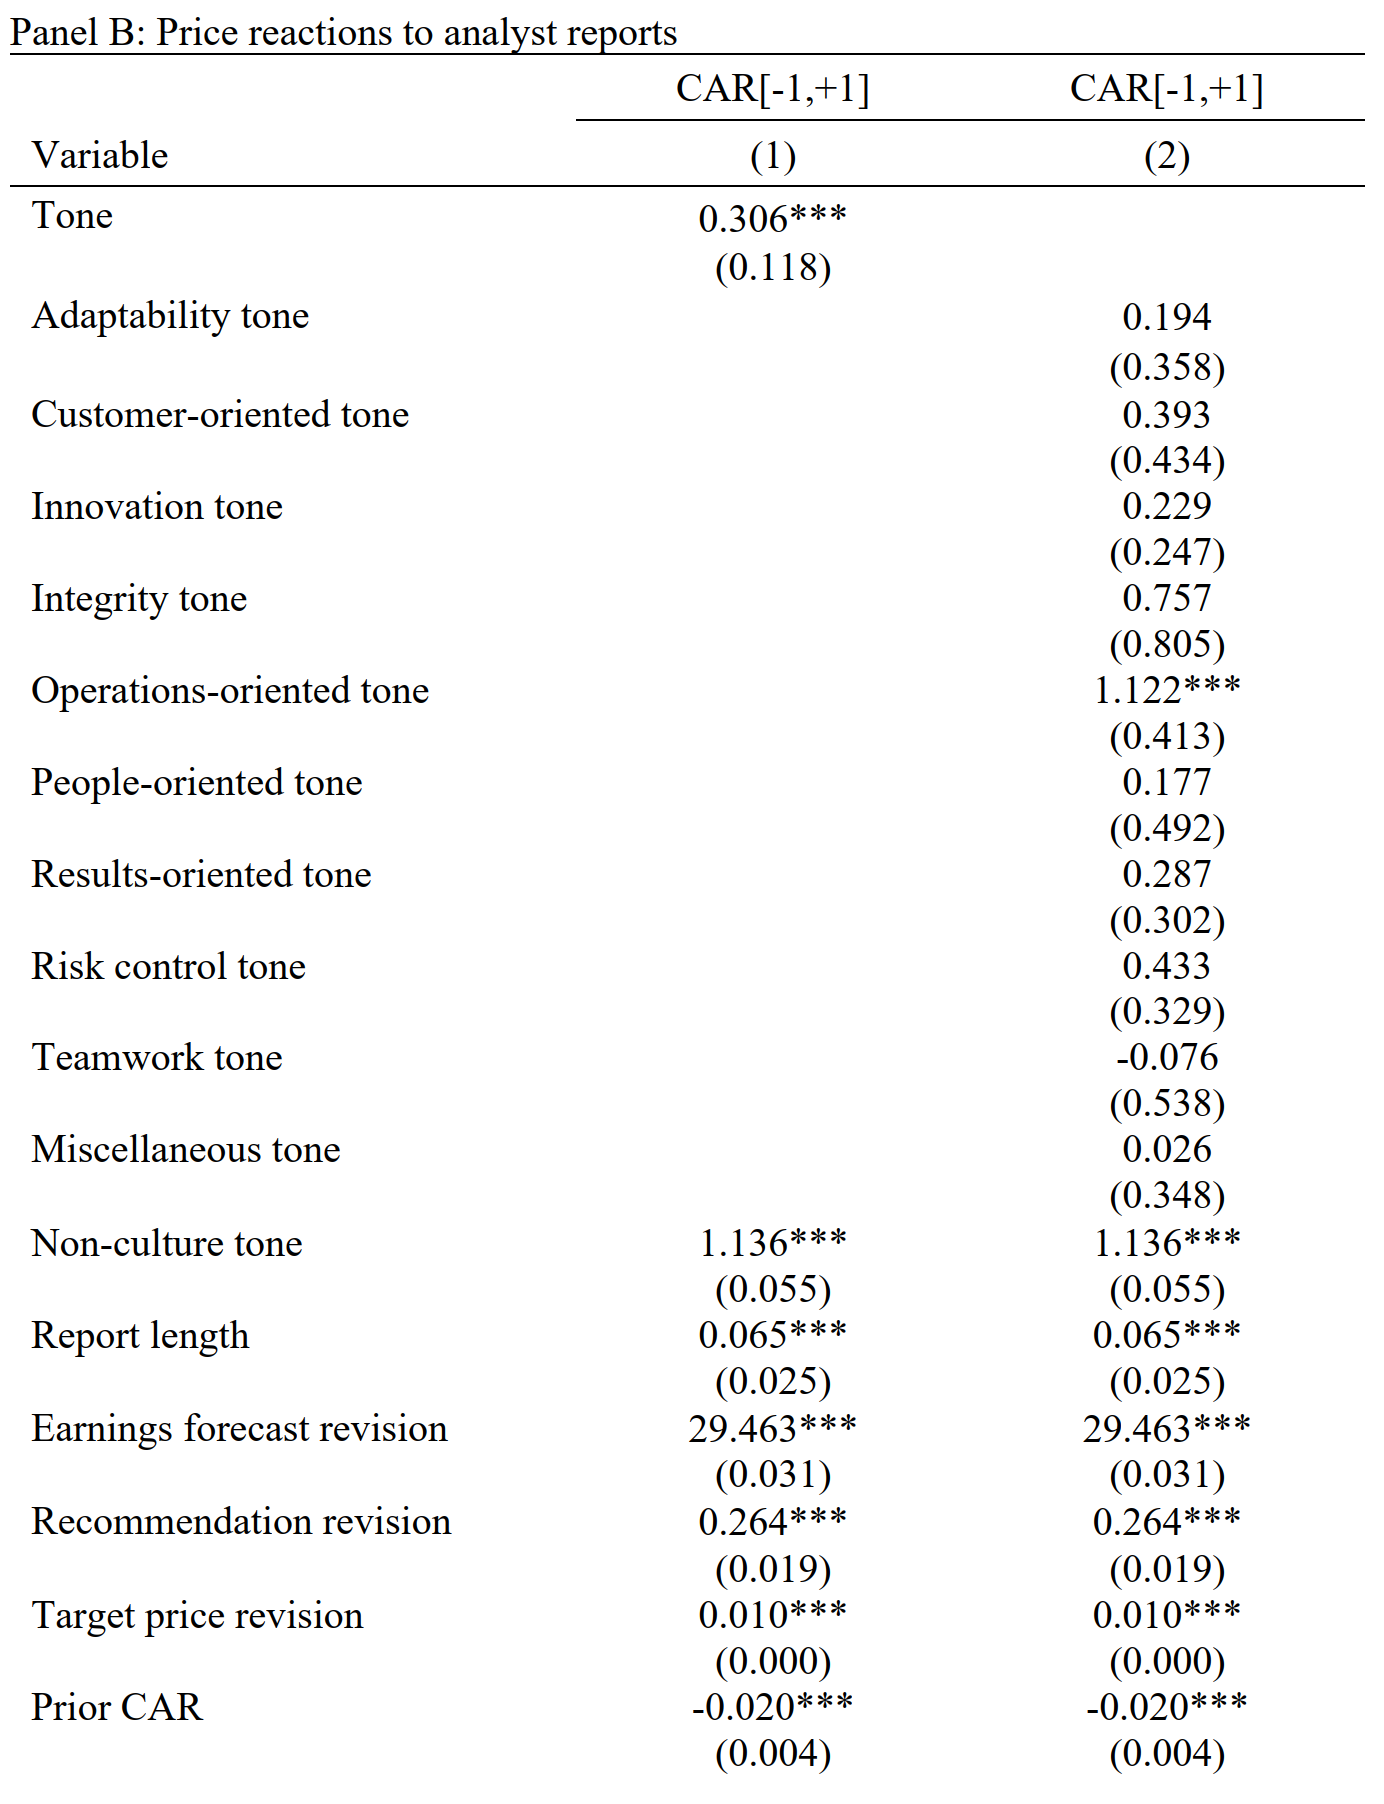 Panel B: Price reactions to analyst reports
CAR[-1,+1] CAR[-1,+1]
Variable (1) (2)
Tone 0.306***
(0.118)
Adaptability tone 0.194
(0.358)
Customer-oriented tone 0.393
(0.434)
Innovation tone 0.229
(0.247)
Integrity tone 0.757
(0.805)
Operations-oriented tone 1.122***
(0.413)
People-oriented tone 0.177
(0.492)
Results-oriented tone 0.287
(0.302)
Risk control tone 0.433
(0.329)
Teamwork tone -0.076
(0.538)
Miscellaneous tone 0.026
(0.348)
Non-culture tone 1.136*** 1.136***
(0.055) (0.055)
Report length 0.065*** 0.065***
(0.025) (0.025)
Earnings forecast revision 29.463*** 29.463***
(0.031) (0.031)
Recommendation revision 0.264*** 0.264***
(0.019) (0.019)
Target price revision 0.010*** 0.010***
(0.000) (0.000)
Prior CAR -0.020*** -0.020***
(0.004) (0.004)